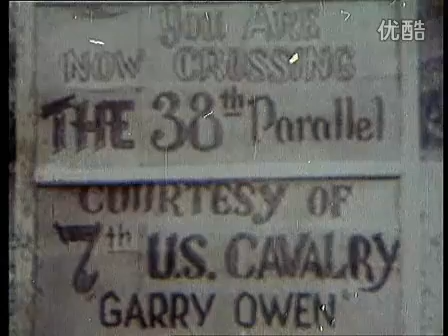 优酷
YOU ARE
NOW CROSSING
THE 38th Parallel
COURTESY OF
7th U.S. CAVALRY
"GARRY OWEN"